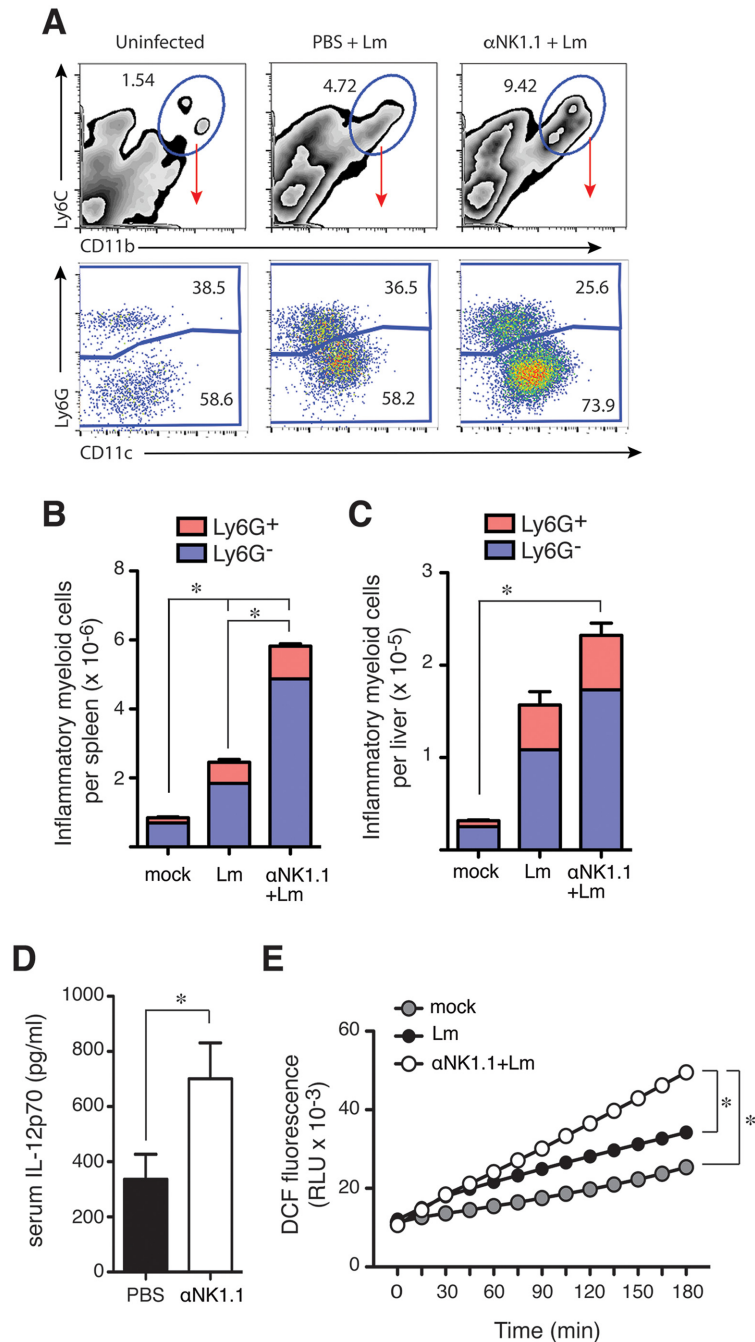 A
Uninfected
PBS + Lm
αNK1.1 + Lm
1.54
4.72
9.42
Ly6C
CD11b
38.5
36.5
25.6
58.6
58.2
73.9
Ly6G
CD11c
B
Ly6G+
Ly6G-
Inflammatory myeloid cells
per spleen (x 10-6)
8
6
4
2
mock
Lm
αNK1.1
+Lm
C
Ly6G+
Ly6G-
Inflammatory myeloid cells
per liver (x 10-5)
3
2
1
mock
Lm
αNK1.1
+Lm
*
*
*
D
serum IL-12p70 (pg/ml)
1000
800
600
400
200
0
*
PBS
αNK1.1
E
mock
Lm
αNK1.1+Lm
DCF fluorescence
(RLU x 10-3)
60
40
20
0
*
*
0
30
60
90
120
150
180
Time (min)